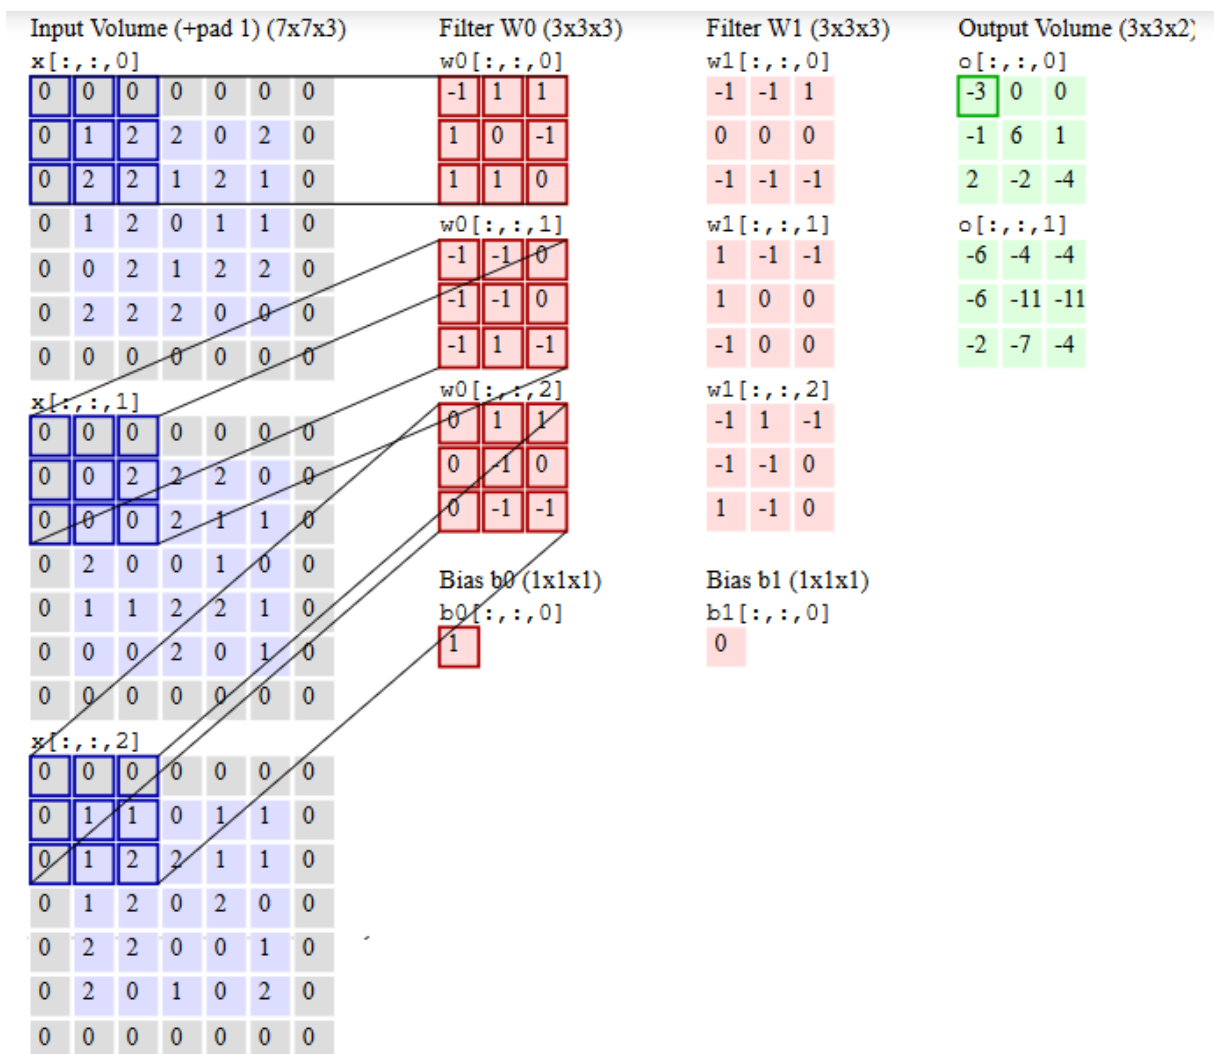 Input Volume (+pad 1) (7x7x3)
x[:,:,0]
0 0 0 0 0 0 0
0 1 2 2 0 2 0
0 2 2 1 2 1 0
0 1 2 0 1 1 0
0 0 2 1 2 2 0
0 2 2 2 0 0 0
0 0 0 0 0 0 0
x[:,:,1]
0 0 0 0 0 0 0
0 0 2 2 2 0 0
0 0 0 2 1 1 0
0 2 0 0 1 0 0
0 1 1 2 2 1 0
0 0 0 2 0 1 0
0 0 0 0 0 0 0
x[:,:,2]
0 0 0 0 0 0 0
0 1 1 0 1 1 0
0 1 2 2 1 1 0
0 1 2 0 2 0 0
0 2 2 0 0 1 0
0 2 0 1 0 2 0
0 0 0 0 0 0 0
Filter W0 (3x3x3)
w0[:,:,0]
-1 1 1
1 0 -1
1 1 0
w0[:,:,1]
-1 -1 0
-1 -1 0
-1 1 -1
w0[:,:,2]
0 1 1
0 -1 0
0 -1 -1
Bias b0 (1x1x1)
b0[:,:,0]
1
Filter W1 (3x3x3)
w1[:,:,0]
-1 -1 1
0 0 0
-1 -1 -1
w1[:,:,1]
1 -1 -1
1 0 0
-1 0 0
w1[:,:,2]
-1 1 -1
-1 -1 0
1 -1 0
Bias b1 (1x1x1)
b1[:,:,0]
0
Output Volume (3x3x2)
o[:,:,0]
-3 0 0
-1 6 1
2 -2 -4
o[:,:,1]
-6 -4 -4
-6 -11 -11
-2 -7 -4